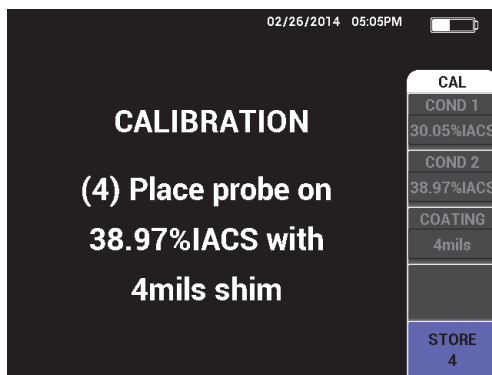 02/26/2014 05:05PM
CALIBRATION
(4) Place probe on
38.97%IACS with
4mils shim
CAL
COND 1
30.05%IACS
COND 2
38.97%IACS
COATING
4mils
STORE
4